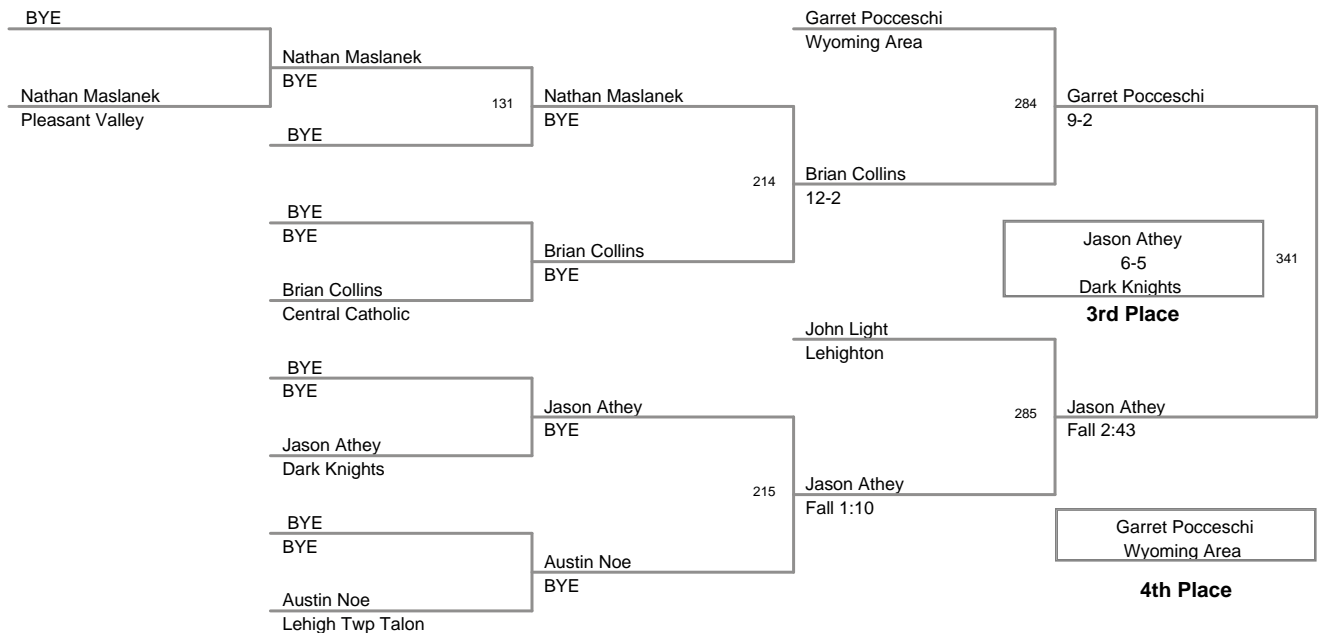 BYE
Nathan Maslanek
Pleasant Valley
Nathan Maslanek
BYE
BYE
131
BYE
BYE
Brian Collins
Central Catholic
Nathan Maslanek
BYE
Brian Collins
BYE
214
BYE
BYE
Jason Athey
Dark Knights
BYE
BYE
Austin Noe
Lehigh Twp Talon
Jason Athey
BYE
Austin Noe
BYE
215
Garret Pocceschi
Wyoming Area
Brian Collins
12-2
284
John Light
Lehighton
Jason Athey
Fall 1:10
285
Garret Pocceschi
9-2
Jason Athey
Fall 2:43
341
Jason Athey
6-5
Dark Knights
3rd Place
Garret Pocceschi
Wyoming Area
4th Place